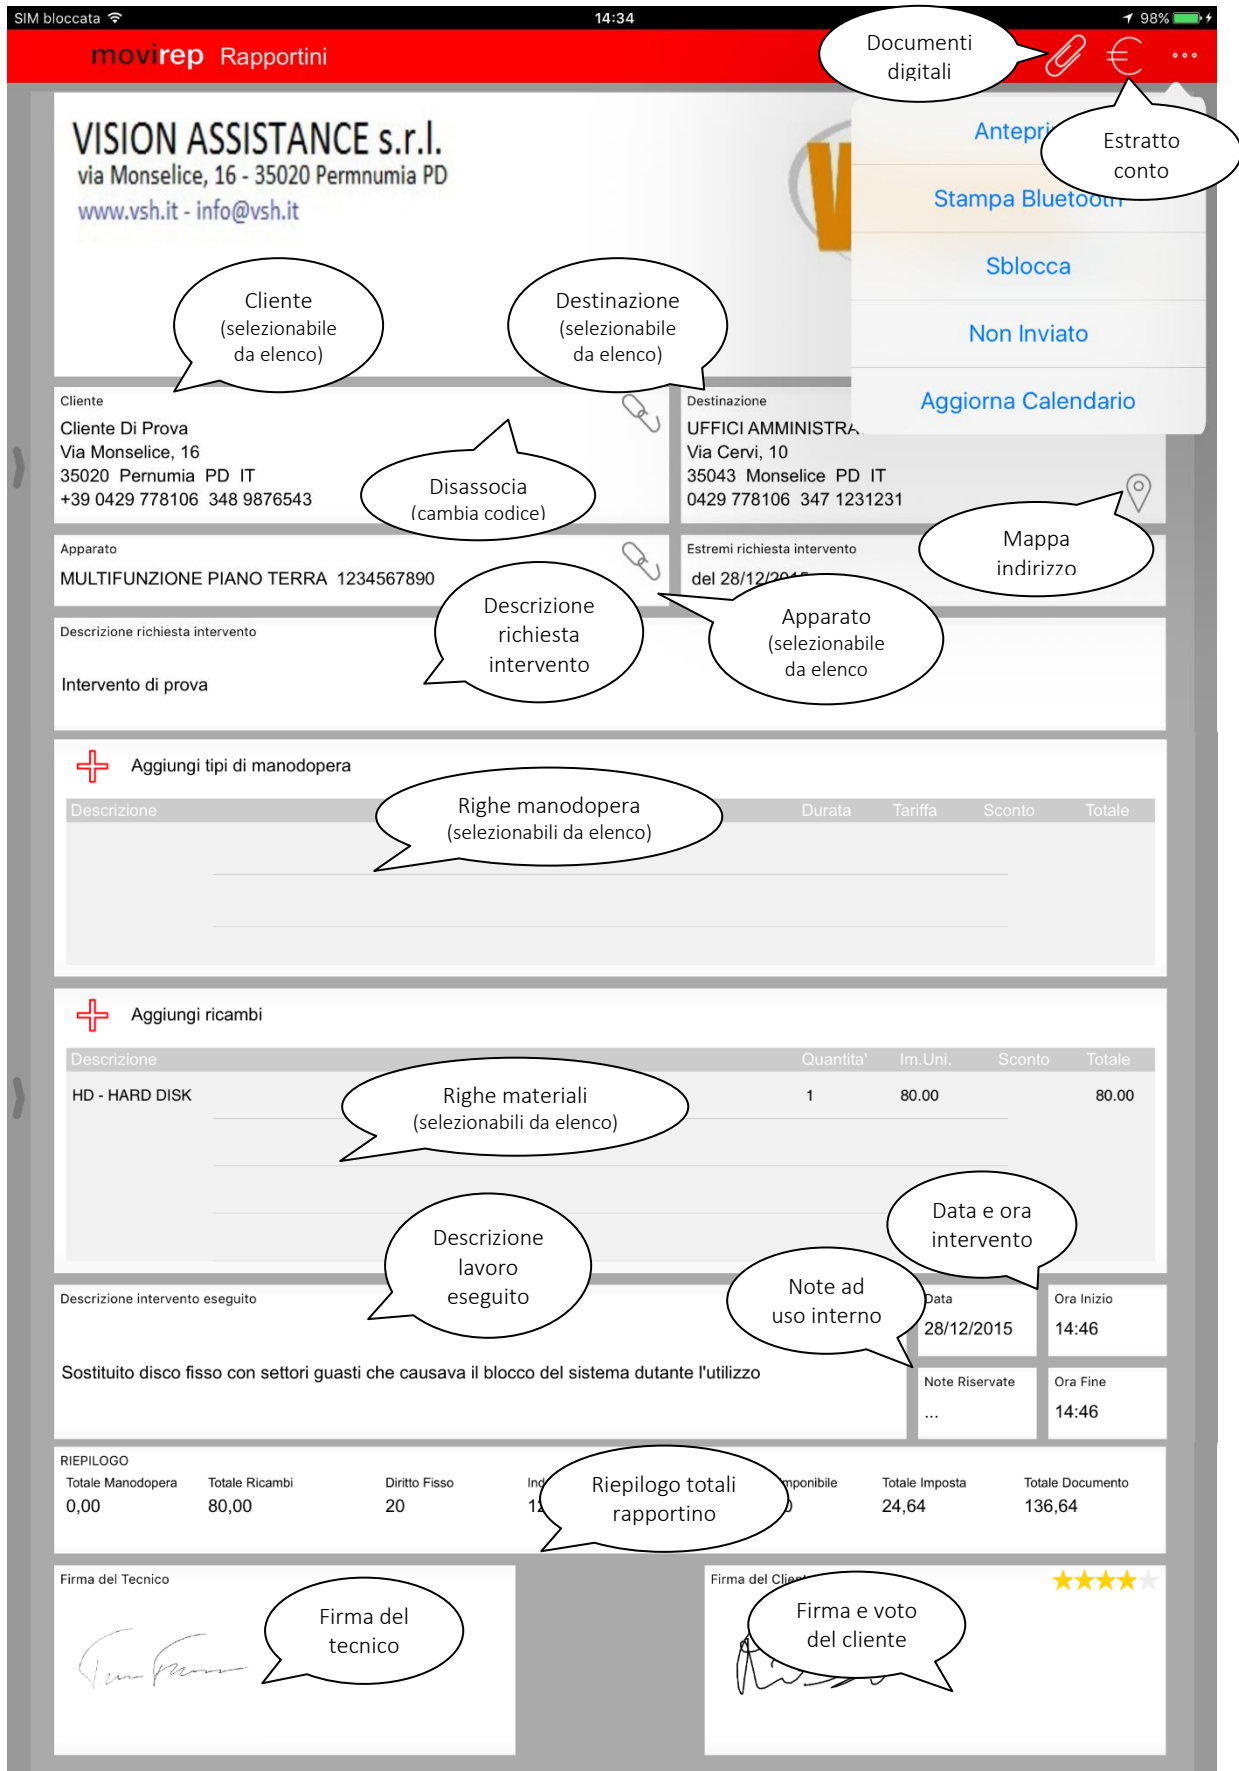 SIM bloccata 14:34 98%
movirep Rapportini
Documenti
digitali
€
VISION ASSISTANCE s.r.l.
via Monselice, 16 - 35020 Permnumia PD
www.vsh.it - info@vsh.it
Estratto
conto
Stampa Bluetooth
Sblocca
Non Inviato
Aggiorna Calendario
Cliente
(selezionabile
da elenco)
Destinazione
(selezionabile
da elenco)
Cliente
Cliente Di Prova
Via Monselice, 16
35020 Pernumia PD IT
+39 0429 778106 348 9876543
Disassocia
(cambia codice)
Destinazione
UFFICI AMMINISTRA
Via Cervi, 10
35043 Monselice PD IT
0429 778106 347 1231231
Mappa
indirizzo
Apparato
MULTIFUNZIONE PIANO TERRA 1234567890
Estremi richiesta intervento
del 28/12/2015
Descrizione
richiesta
intervento
Apparato
(selezionabile
da elenco
Descrizione richiesta intervento
Intervento di prova
Aggiungi tipi di manodopera
Descrizione Durata Tariffa Sconto Totale
Righe manodopera
(selezionabili da elenco)
Aggiungi ricambi
Descrizione Quantita' Im.Uni. Sconto Totale
HD - HARD DISK 1 80.00 80.00
Righe materiali
(selezionabili da elenco)
Descrizione
lavoro
eseguito
Data e ora
intervento
Note ad
uso interno
Descrizione intervento eseguito
Sostituito disco fisso con settori guasti che causava il blocco del sistema dutante l'utilizzo
Data
28/12/2015
Ora Inizio
14:46
Note Riservate
...
Ora Fine
14:46
RIEPILOGO
Totale Manodopera Totale Ricambi Diritto Fisso Totale Imposta Totale Documento
0,00 80,00 20 24,64 136,64
Riepilogo totali
rapportino
Firma del Tecnico
Firma del
tecnico
Firma del Cliente
Firma e voto
del cliente